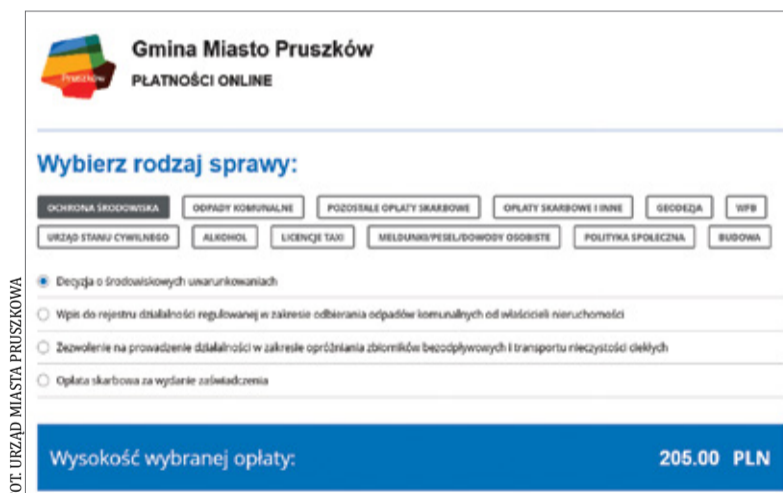 Gmina Miasto Pruszków
Pruszków
PŁATNOŚCI ONLINE
Wybierz rodzaj sprawy:
OCHRONA ŚRODOWISKA ODPADY KOMUNALNE POZOSTAŁE OPŁATY SKARBOWE OPŁATY SKARBOWE I INNE GEODEZJA WFB
URZĄD STANU CYWILNEGO ALKOHOL LICENCJE TAXI MELDUNKI/PESEL/DOWODY OSOBISTE POLITYKA SPOŁECZNA BUDOWA
Decyzja o środowiskowych uwarunkowaniach
Wpis do rejestru działalności regulowanej w zakresie odbierania odpadów komunalnych od właścicieli nieruchomości
Zezwolenie na prowadzenie działalności w zakresie opróżniania zbiorników bezodpływowych i transportu nieczystości ciekłych
Opłata skarbowa za wydanie zaświadczenia
Wysokość wybranej opłaty: 205.00 PLN
OT. URZĄD MIASTA PRUSZKOWA